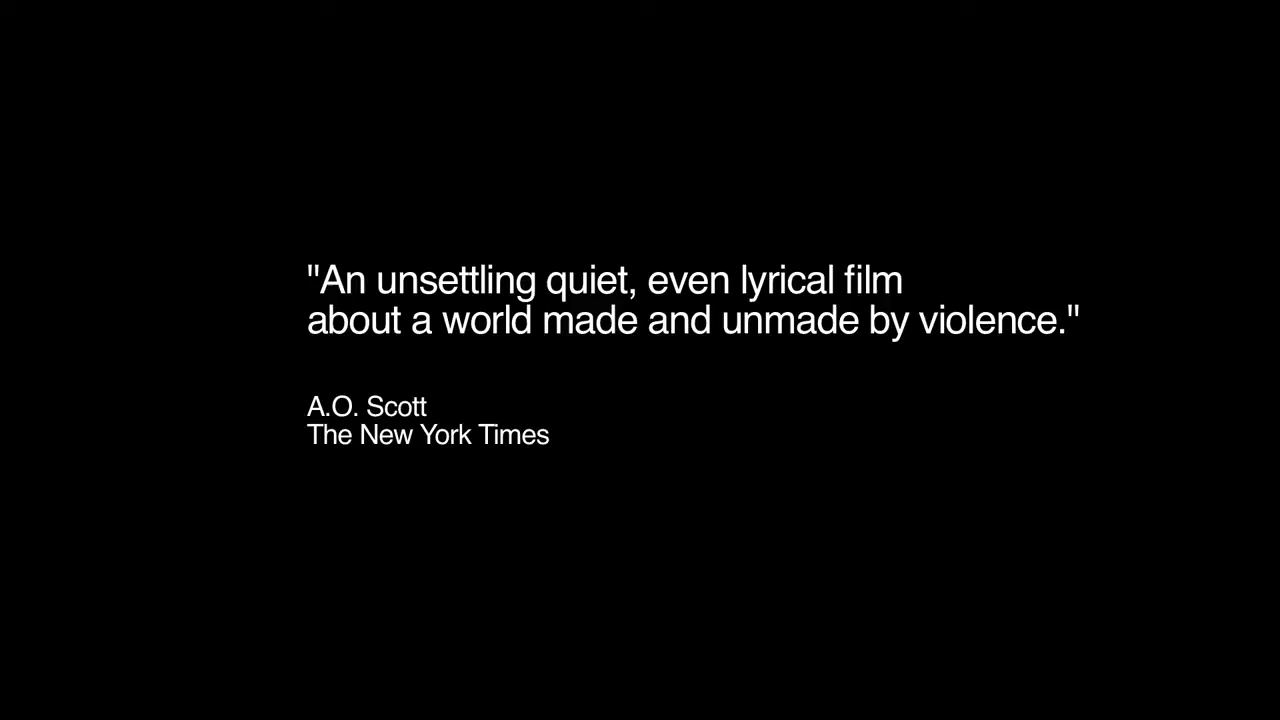 "An unsettling quiet, even lyrical film
about a world made and unmade by violence."
A.O. Scott
The New York Times